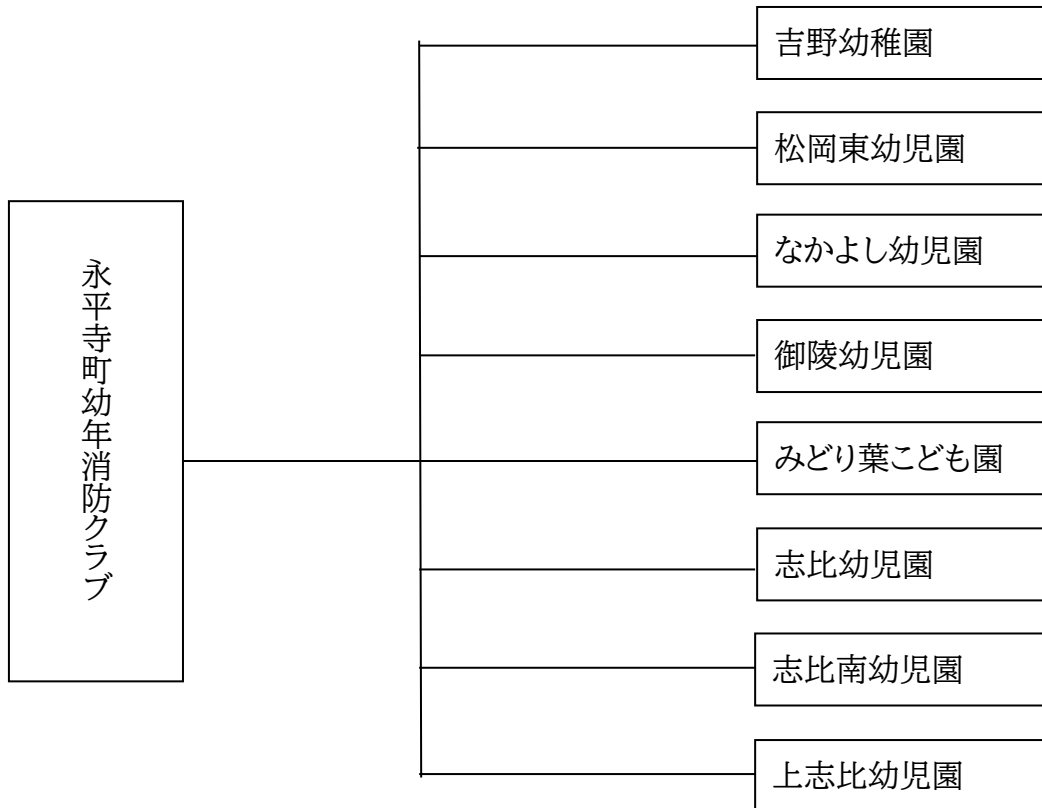 永平寺町幼年消防クラブ
吉野幼稚園
松岡東幼児園
なかよし幼児園
御陵幼児園
みどり葉こども園
志比幼児園
志比南幼児園
上志比幼児園